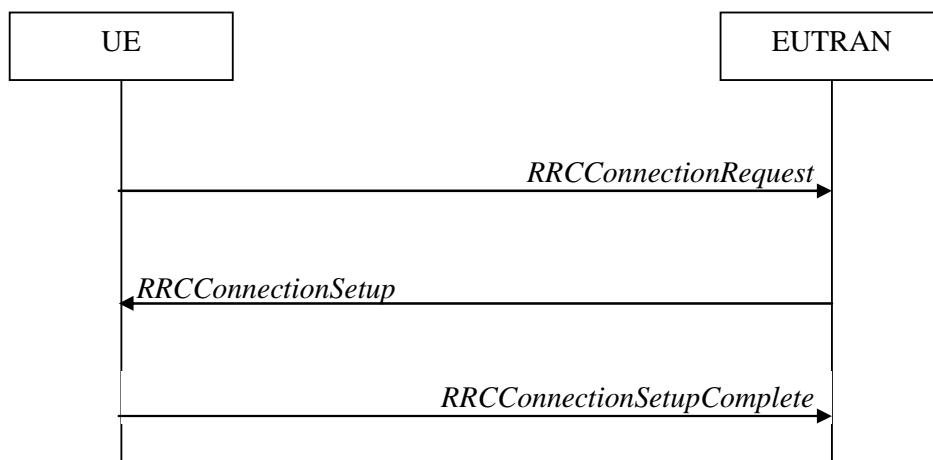 UE
EUTRAN
RRCConnectionRequest
RRCConnectionSetup
RRCConnectionSetupComplete